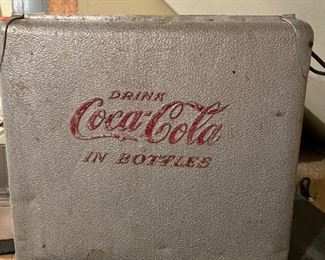 DRINK
Coca-Cola
IN BOTTLES